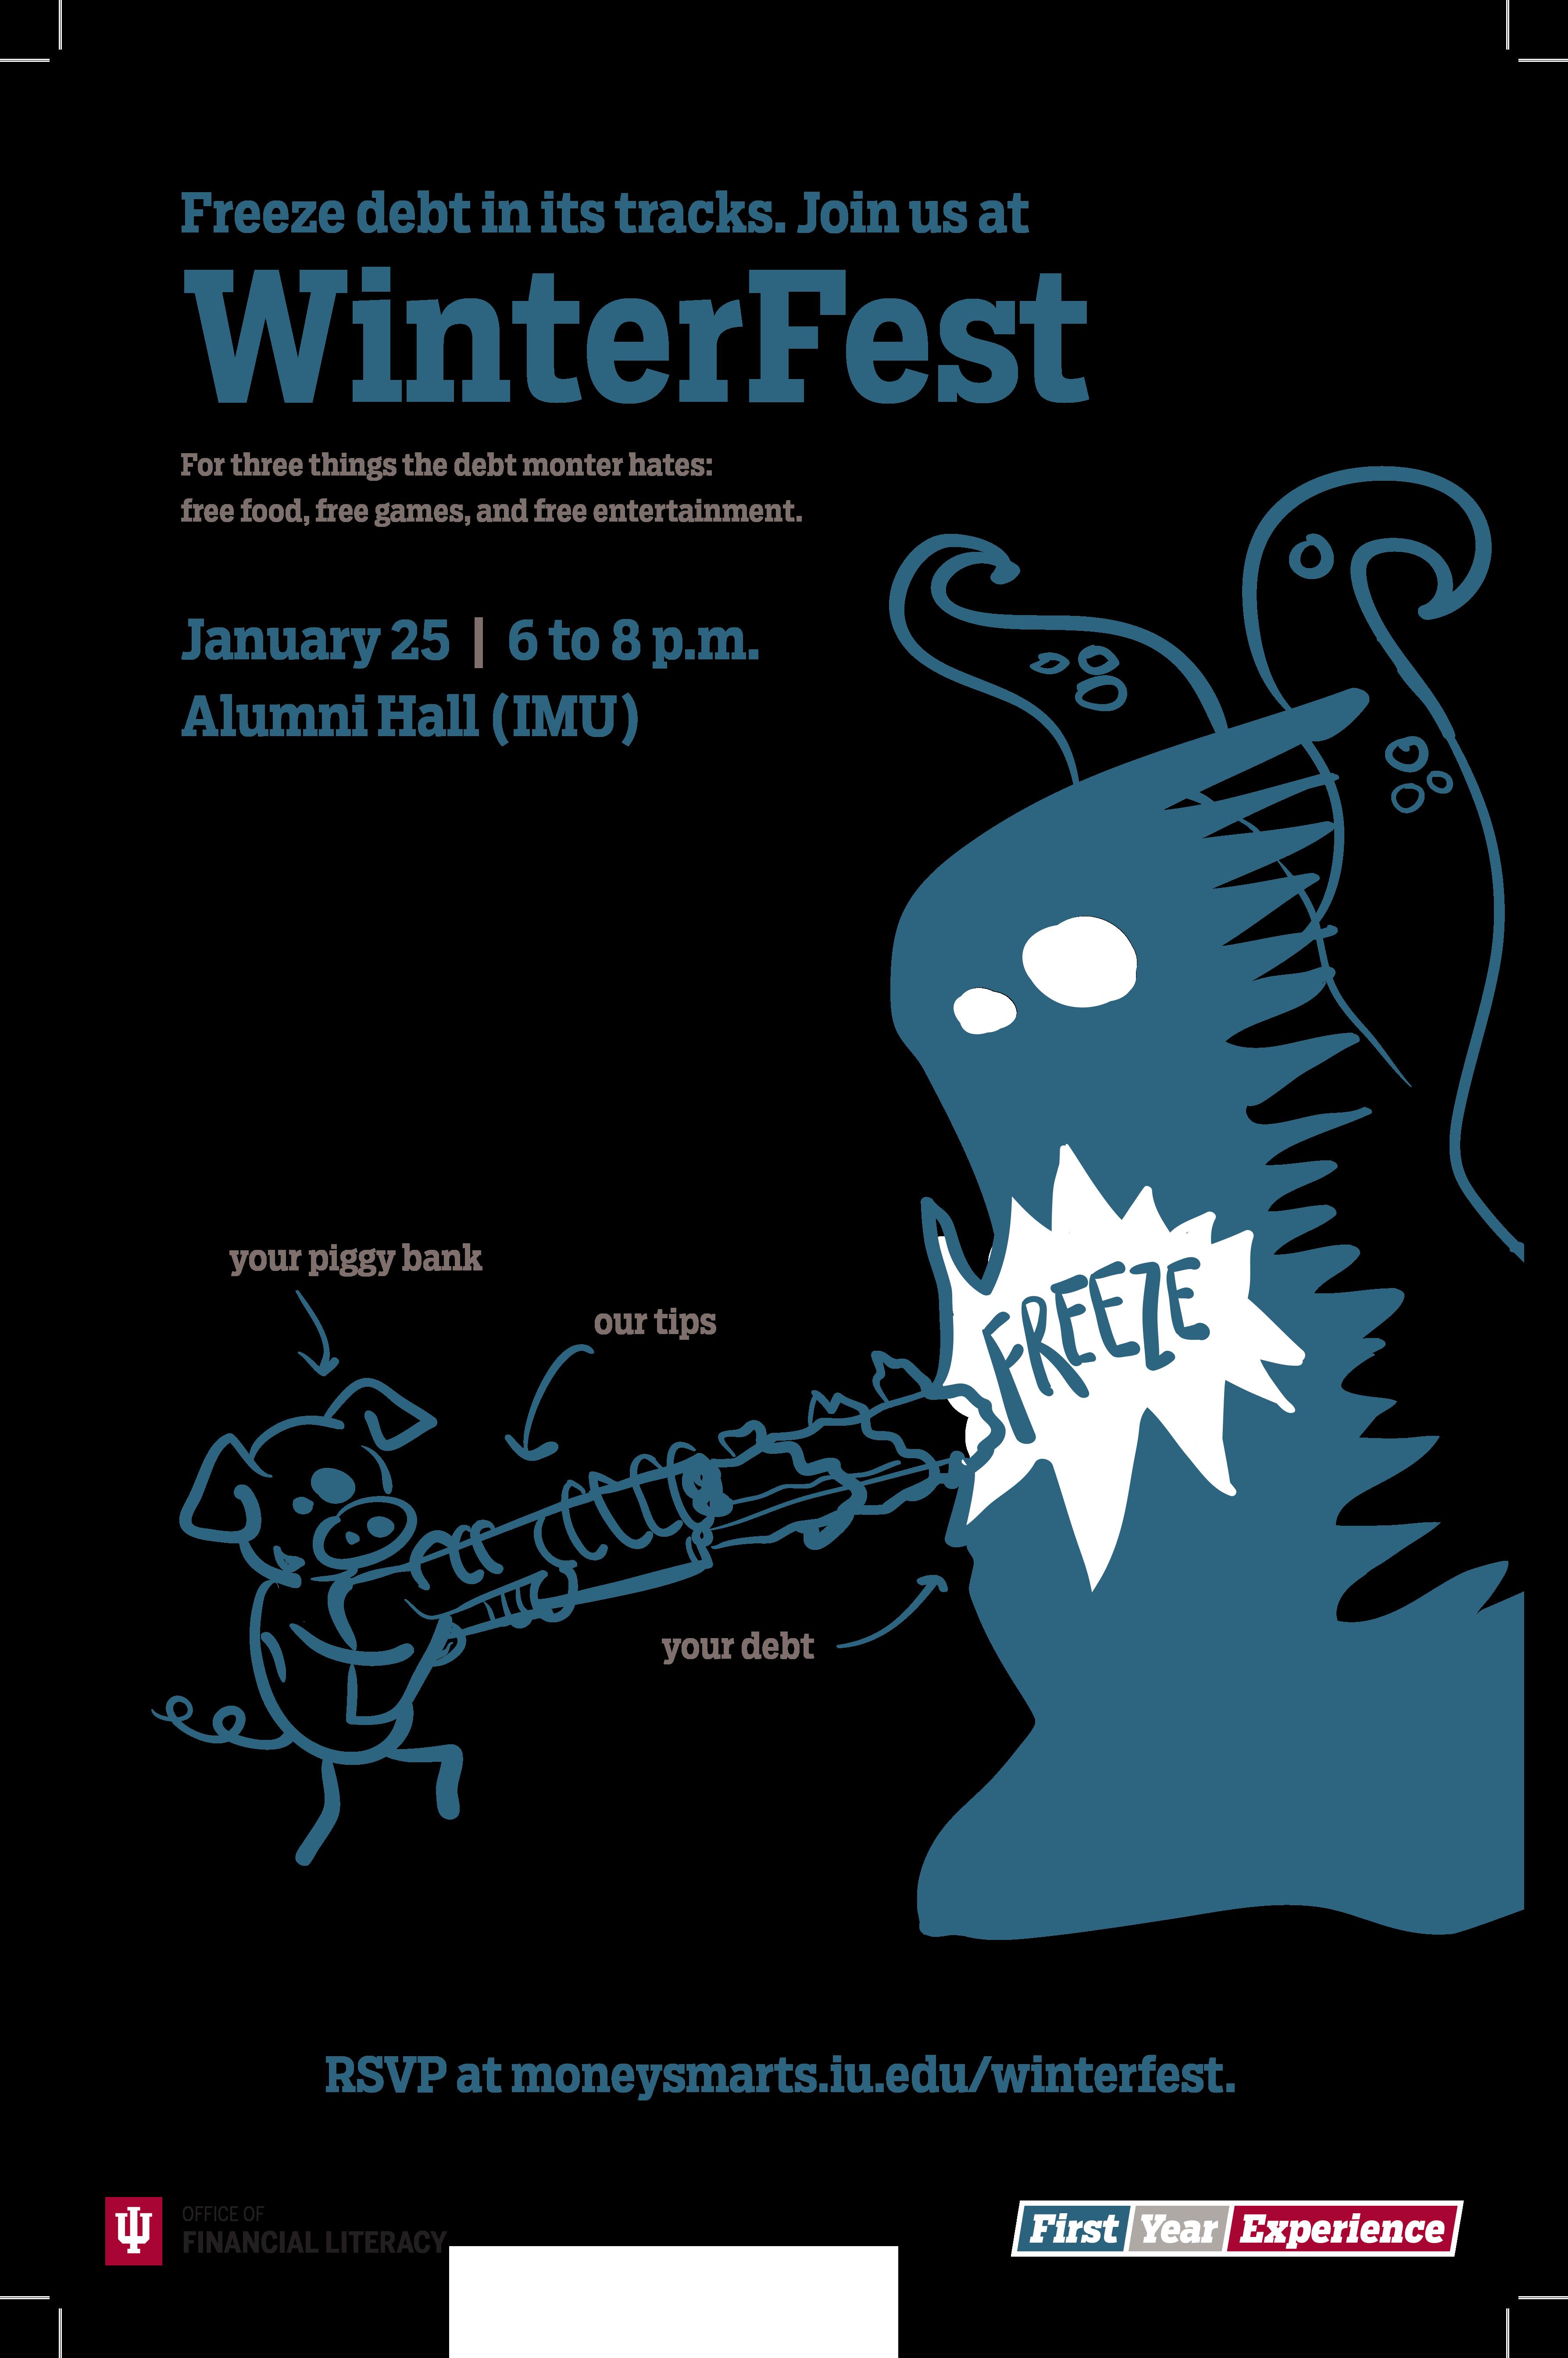 Freeze debt in its tracks. Join us at
WinterFest
For three things the debt monter hates:
free food, free games, and free entertainment.
January 25 | 6 to 8 p.m.
Alumni Hall (IMU)
your piggy bank
our tips
FREEZE
your debt
RSVP at moneysmarts.iu.edu/winterfest.
OFFICE OF
FINANCIAL LITERACY
First Year Experience